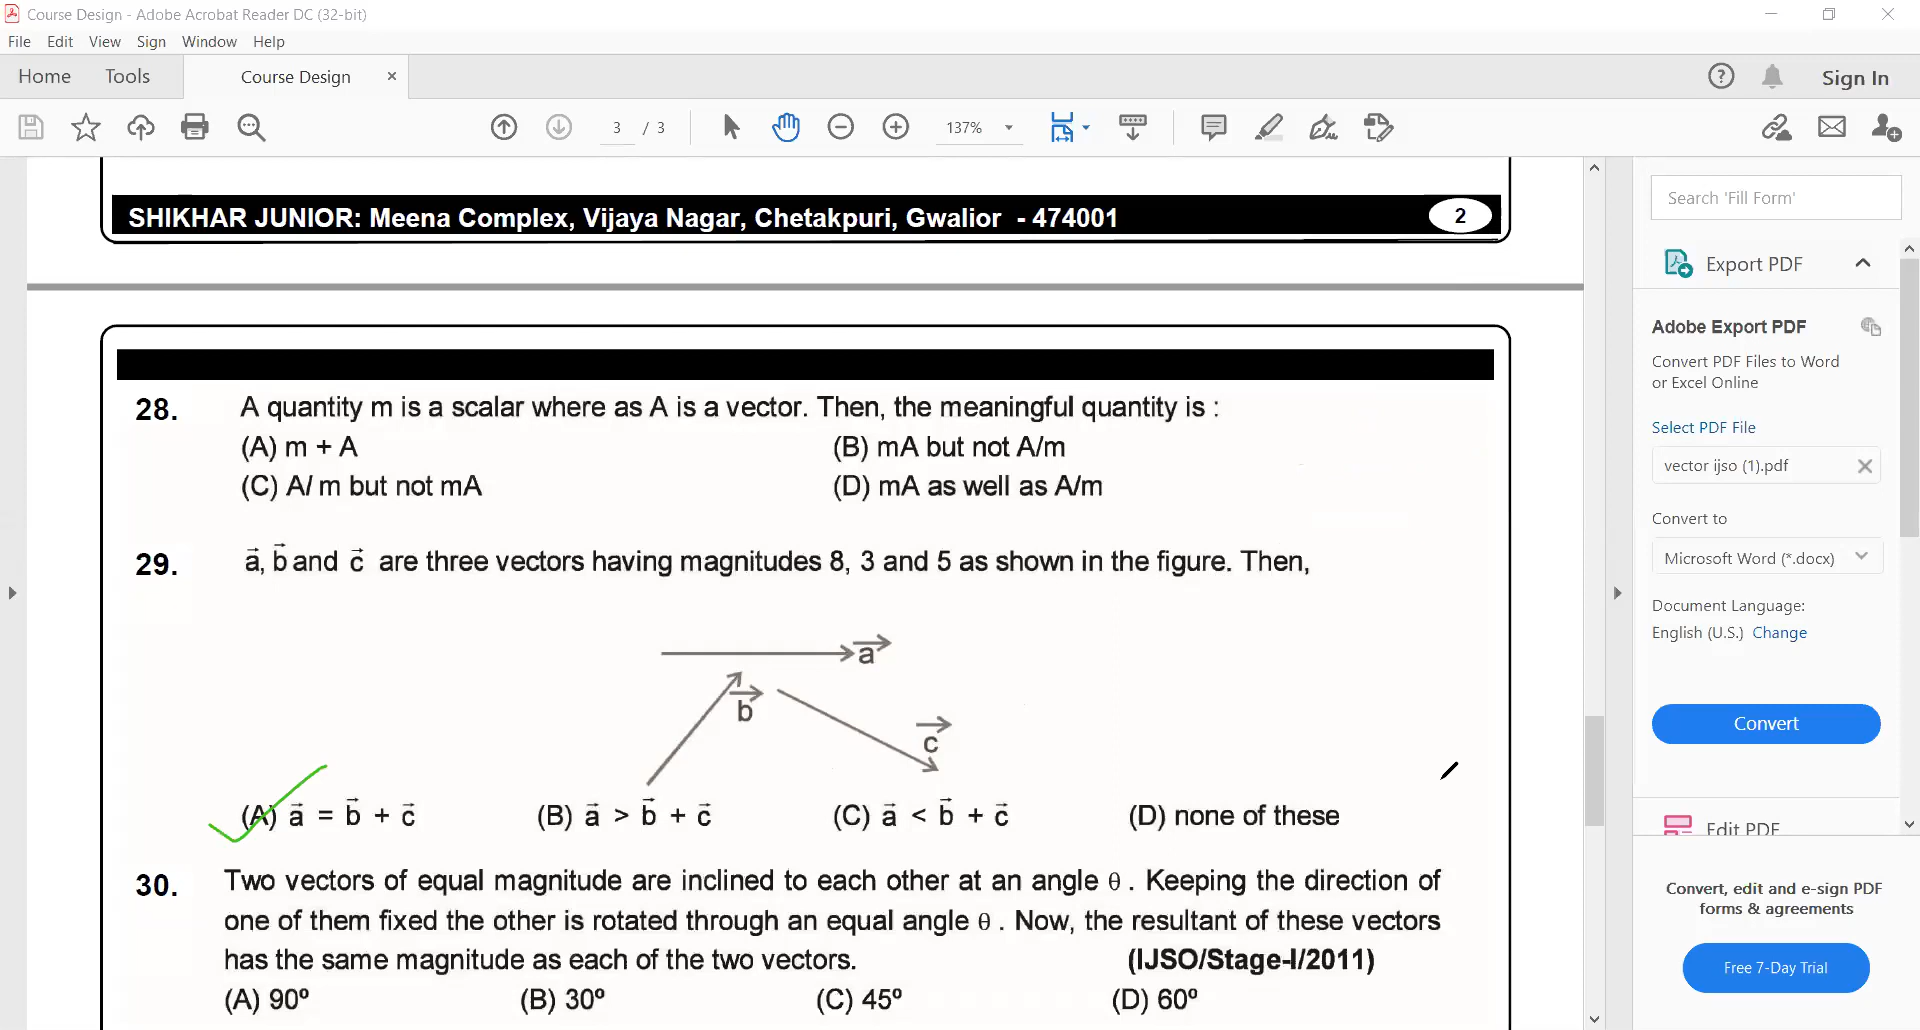 Course Design - Adobe Acrobat Reader DC (32-bit)
File Edit View Sign Window Help
Home Tools Course Design × Sign In
3 / 3 137%
SHIKHAR JUNIOR: Meena Complex, Vijaya Nagar, Chetakpuri, Gwalior - 474001 2
28. A quantity m is a scalar where as A is a vector. Then, the meaningful quantity is :
(A) m + A (B) mA but not A/m
(C) A/ m but not mA (D) mA as well as A/m
29. a⃗, b⃗ and c⃗ are three vectors having magnitudes 8, 3 and 5 as shown in the figure. Then,
a⃗
b⃗
c⃗
(A) a⃗ = b⃗ + c⃗ (B) a⃗ > b⃗ + c⃗ (C) a⃗ < b⃗ + c⃗ (D) none of these
30. Two vectors of equal magnitude are inclined to each other at an angle θ . Keeping the direction of
one of them fixed the other is rotated through an equal angle θ . Now, the resultant of these vectors
has the same magnitude as each of the two vectors. (IJSO/Stage-I/2011)
(A) 90º (B) 30º (C) 45º (D) 60º
Search 'Fill Form'
Export PDF
Adobe Export PDF
Convert PDF Files to Word
or Excel Online
Select PDF File
vector ijso (1).pdf
Convert to
Microsoft Word (*.docx)
Document Language:
English (U.S.) Change
Convert
Edit PDF
Convert, edit and e-sign PDF
forms & agreements
Free 7-Day Trial